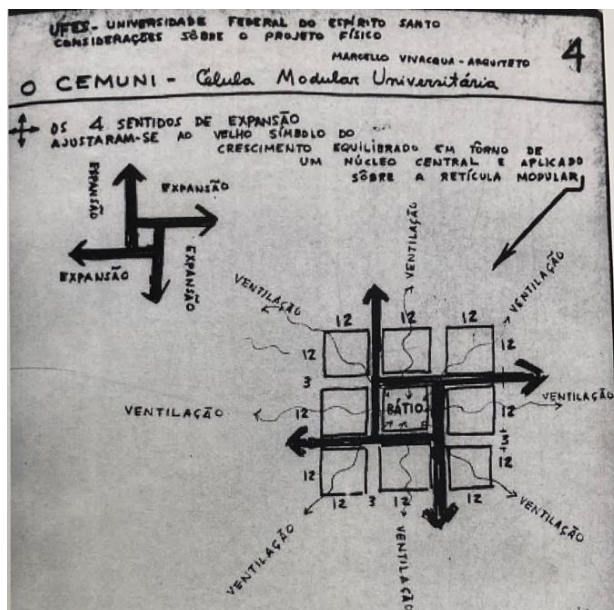 UFES - UNIVERSIDADE FEDERAL DO ESPÍRITO SANTO
CONSIDERAÇÕES SÔBRE O PROJETO FÍSICO
MARCELLO VIVACQUA - ARQUITETO
4
O CEMUNI - Célula Modular Universitária
OS 4 SENTIDOS DE EXPANSÃO
AJUSTARAM-SE AO VELHO SÍMBOLO DO
CRESCIMENTO EQUILIBRADO EM TÔRNO DE
UM NÚCLEO CENTRAL E APLICADO
SÔBRE A RETÍCULA MODULAR
EXPANSÃO
EXPANSÃO
EXPANSÃO
EXPANSÃO
VENTILAÇÃO
VENTILAÇÃO
VENTILAÇÃO
12 12 12
12 12
3
VENTILAÇÃO
12 PÁTIO 12
VENTILAÇÃO
3
12 12
12 3 12 12
VENTILAÇÃO
VENTILAÇÃO
VENTILAÇÃO